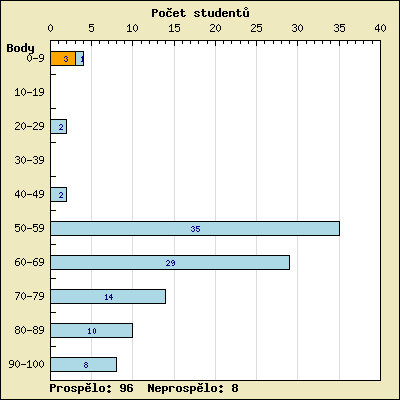 Počet studentů
0 5 10 15 20 25 30 35 40
Body
0-9 3 1
10-19
20-29 2
30-39
40-49 2
50-59 35
60-69 29
70-79 14
80-89 10
90-100 8
Prospělo: 96 Neprospělo: 8